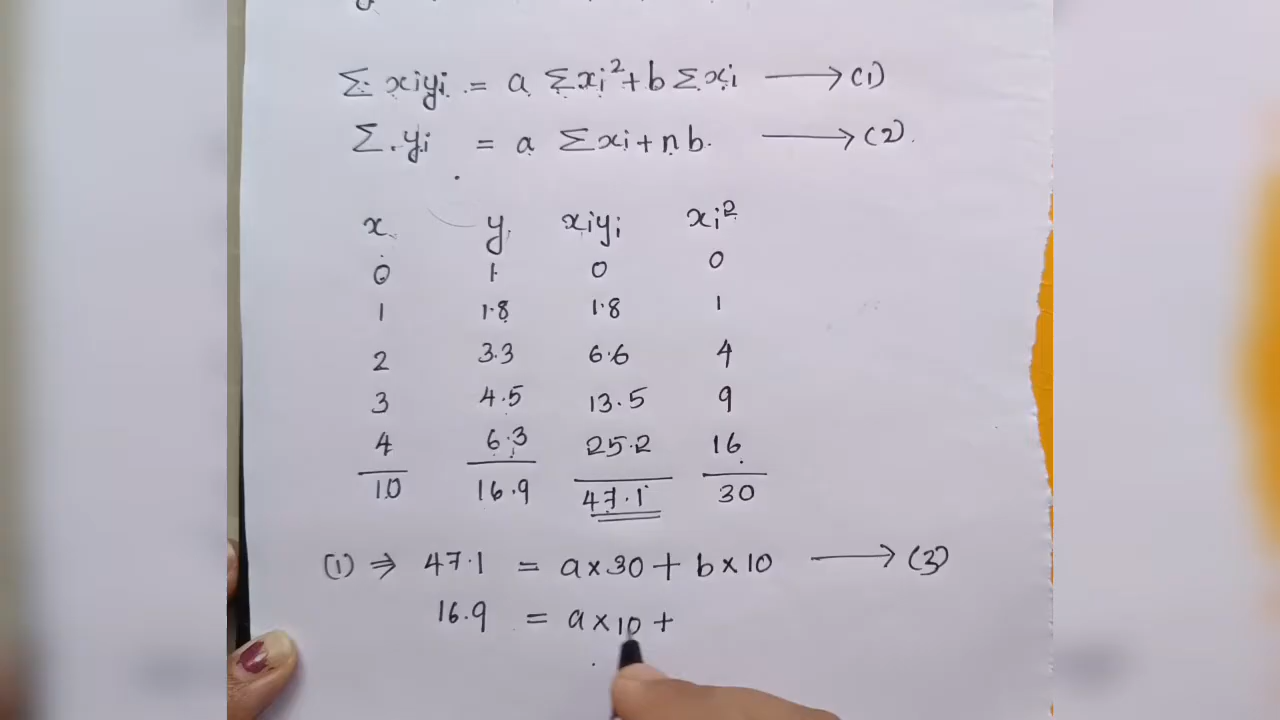 Σ xiyi = a Σxi² + b Σxi ⟶ (1)
Σ yi = a Σxi + nb. ⟶ (2).
x y xiyi xi²
0 1 0 0
1 1.8 1.8 1
2 3.3 6.6 4
3 4.5 13.5 9
4 6.3 25.2 16
10 16.9 47.1 30
(1) ⇒ 47.1 = a×30 + b×10 ⟶ (3)
16.9 = a×10 +